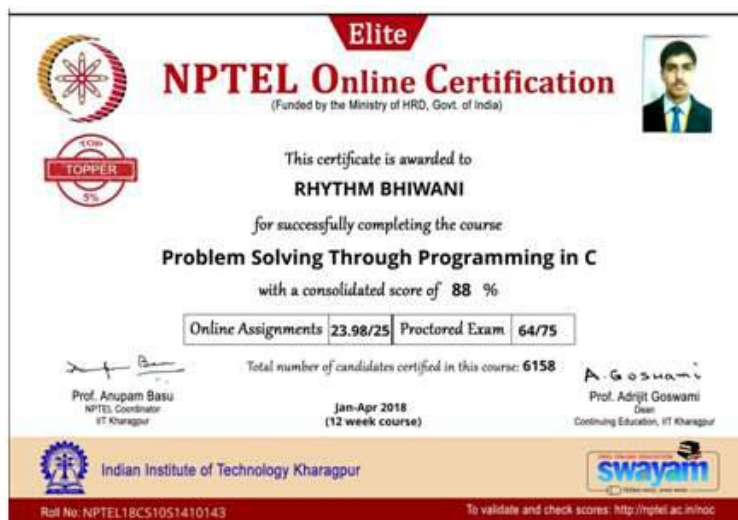 Elite
NPTEL Online Certification
(Funded by the Ministry of HRD, Govt. of India)
TOP
TOPPER
5%
This certificate is awarded to
RHYTHM BHIWANI
for successfully completing the course
Problem Solving Through Programming in C
with a consolidated score of 88 %
Online Assignments 23.98/25 Proctored Exam 64/75
Total number of candidates certified in this course: 6158
A. Goswami
Prof. Anupam Basu
NPTEL Coordinator
IIT Kharagpur
Jan-Apr 2018
(12 week course)
Prof. Adrijit Goswami
Dean
Continuing Education, IIT Kharagpur
Indian Institute of Technology Kharagpur
FREE ONLINE EDUCATION
swayam
Roll No: NPTEL18CS10S1410143
To validate and check scores: http://nptel.ac.in/noc